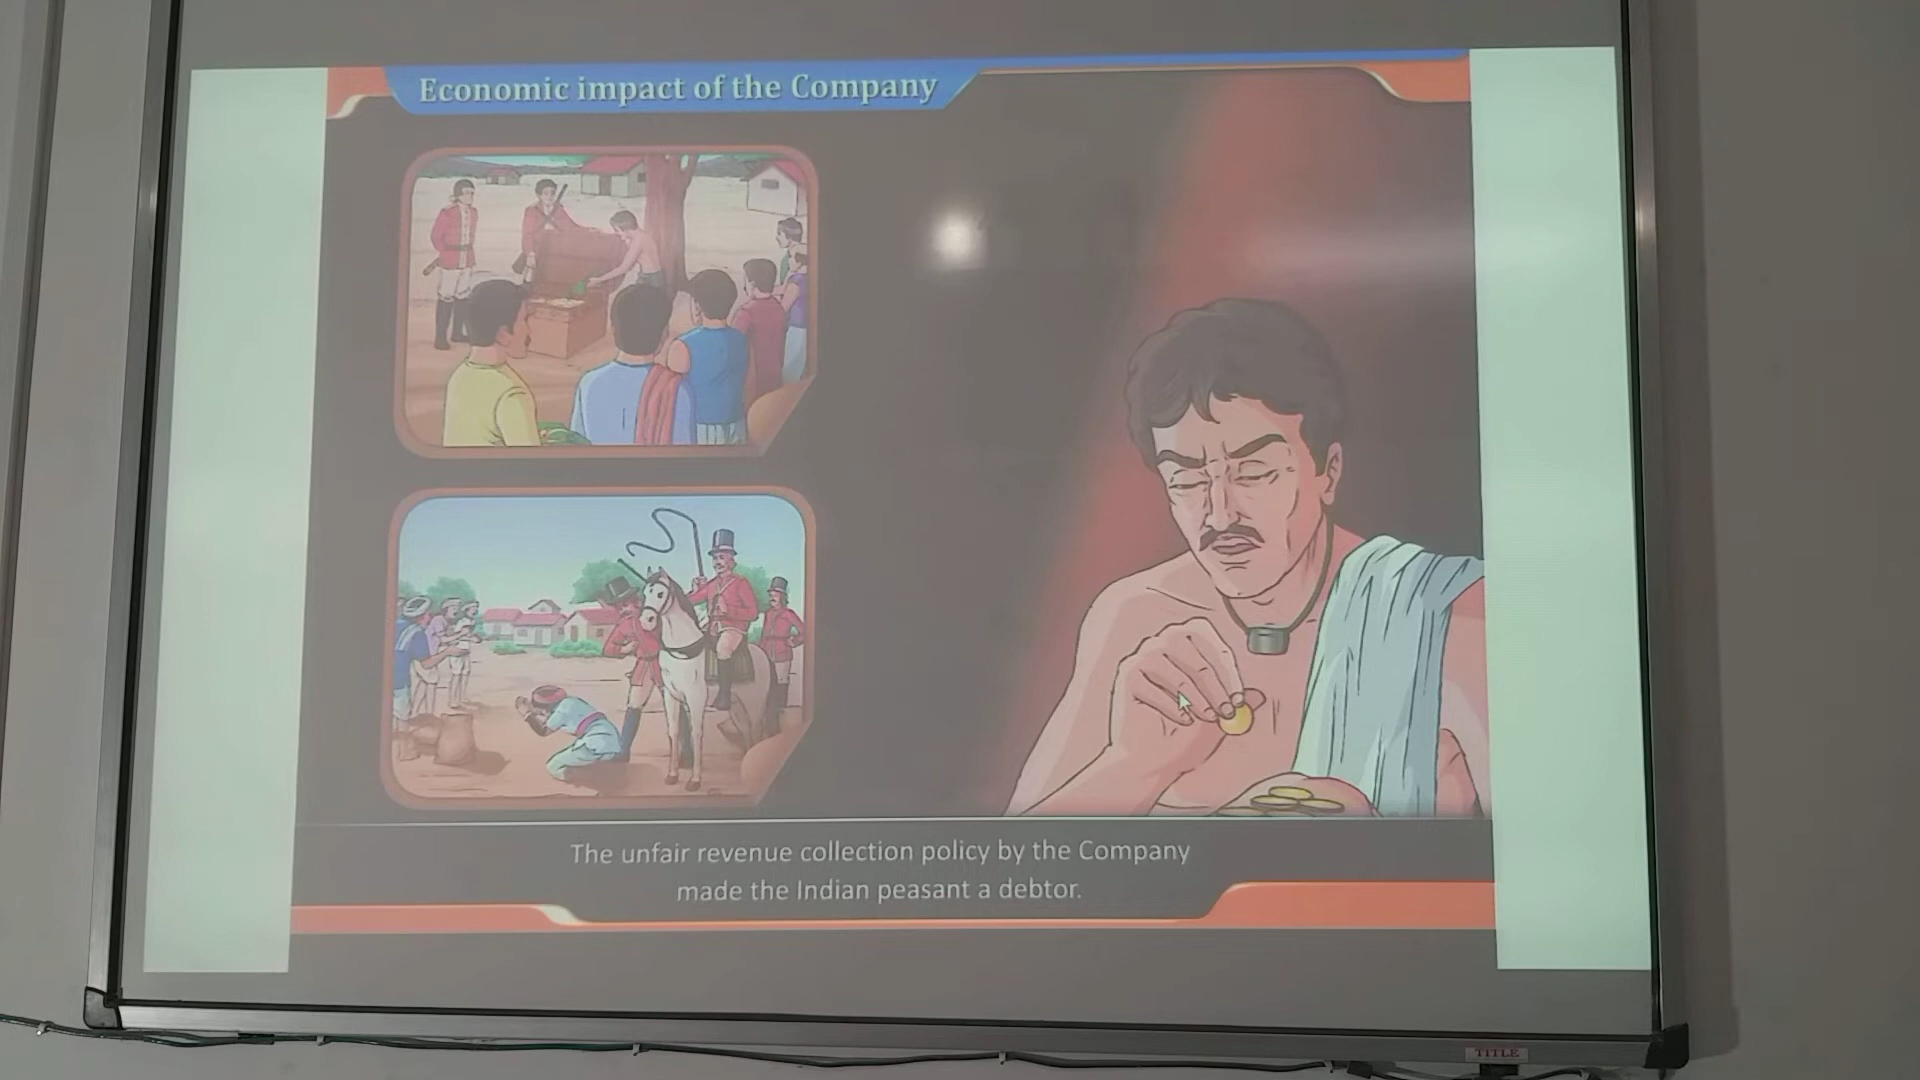 Economic impact of the Company
The unfair revenue collection policy by the Company
made the Indian peasant a debtor.
TITLE